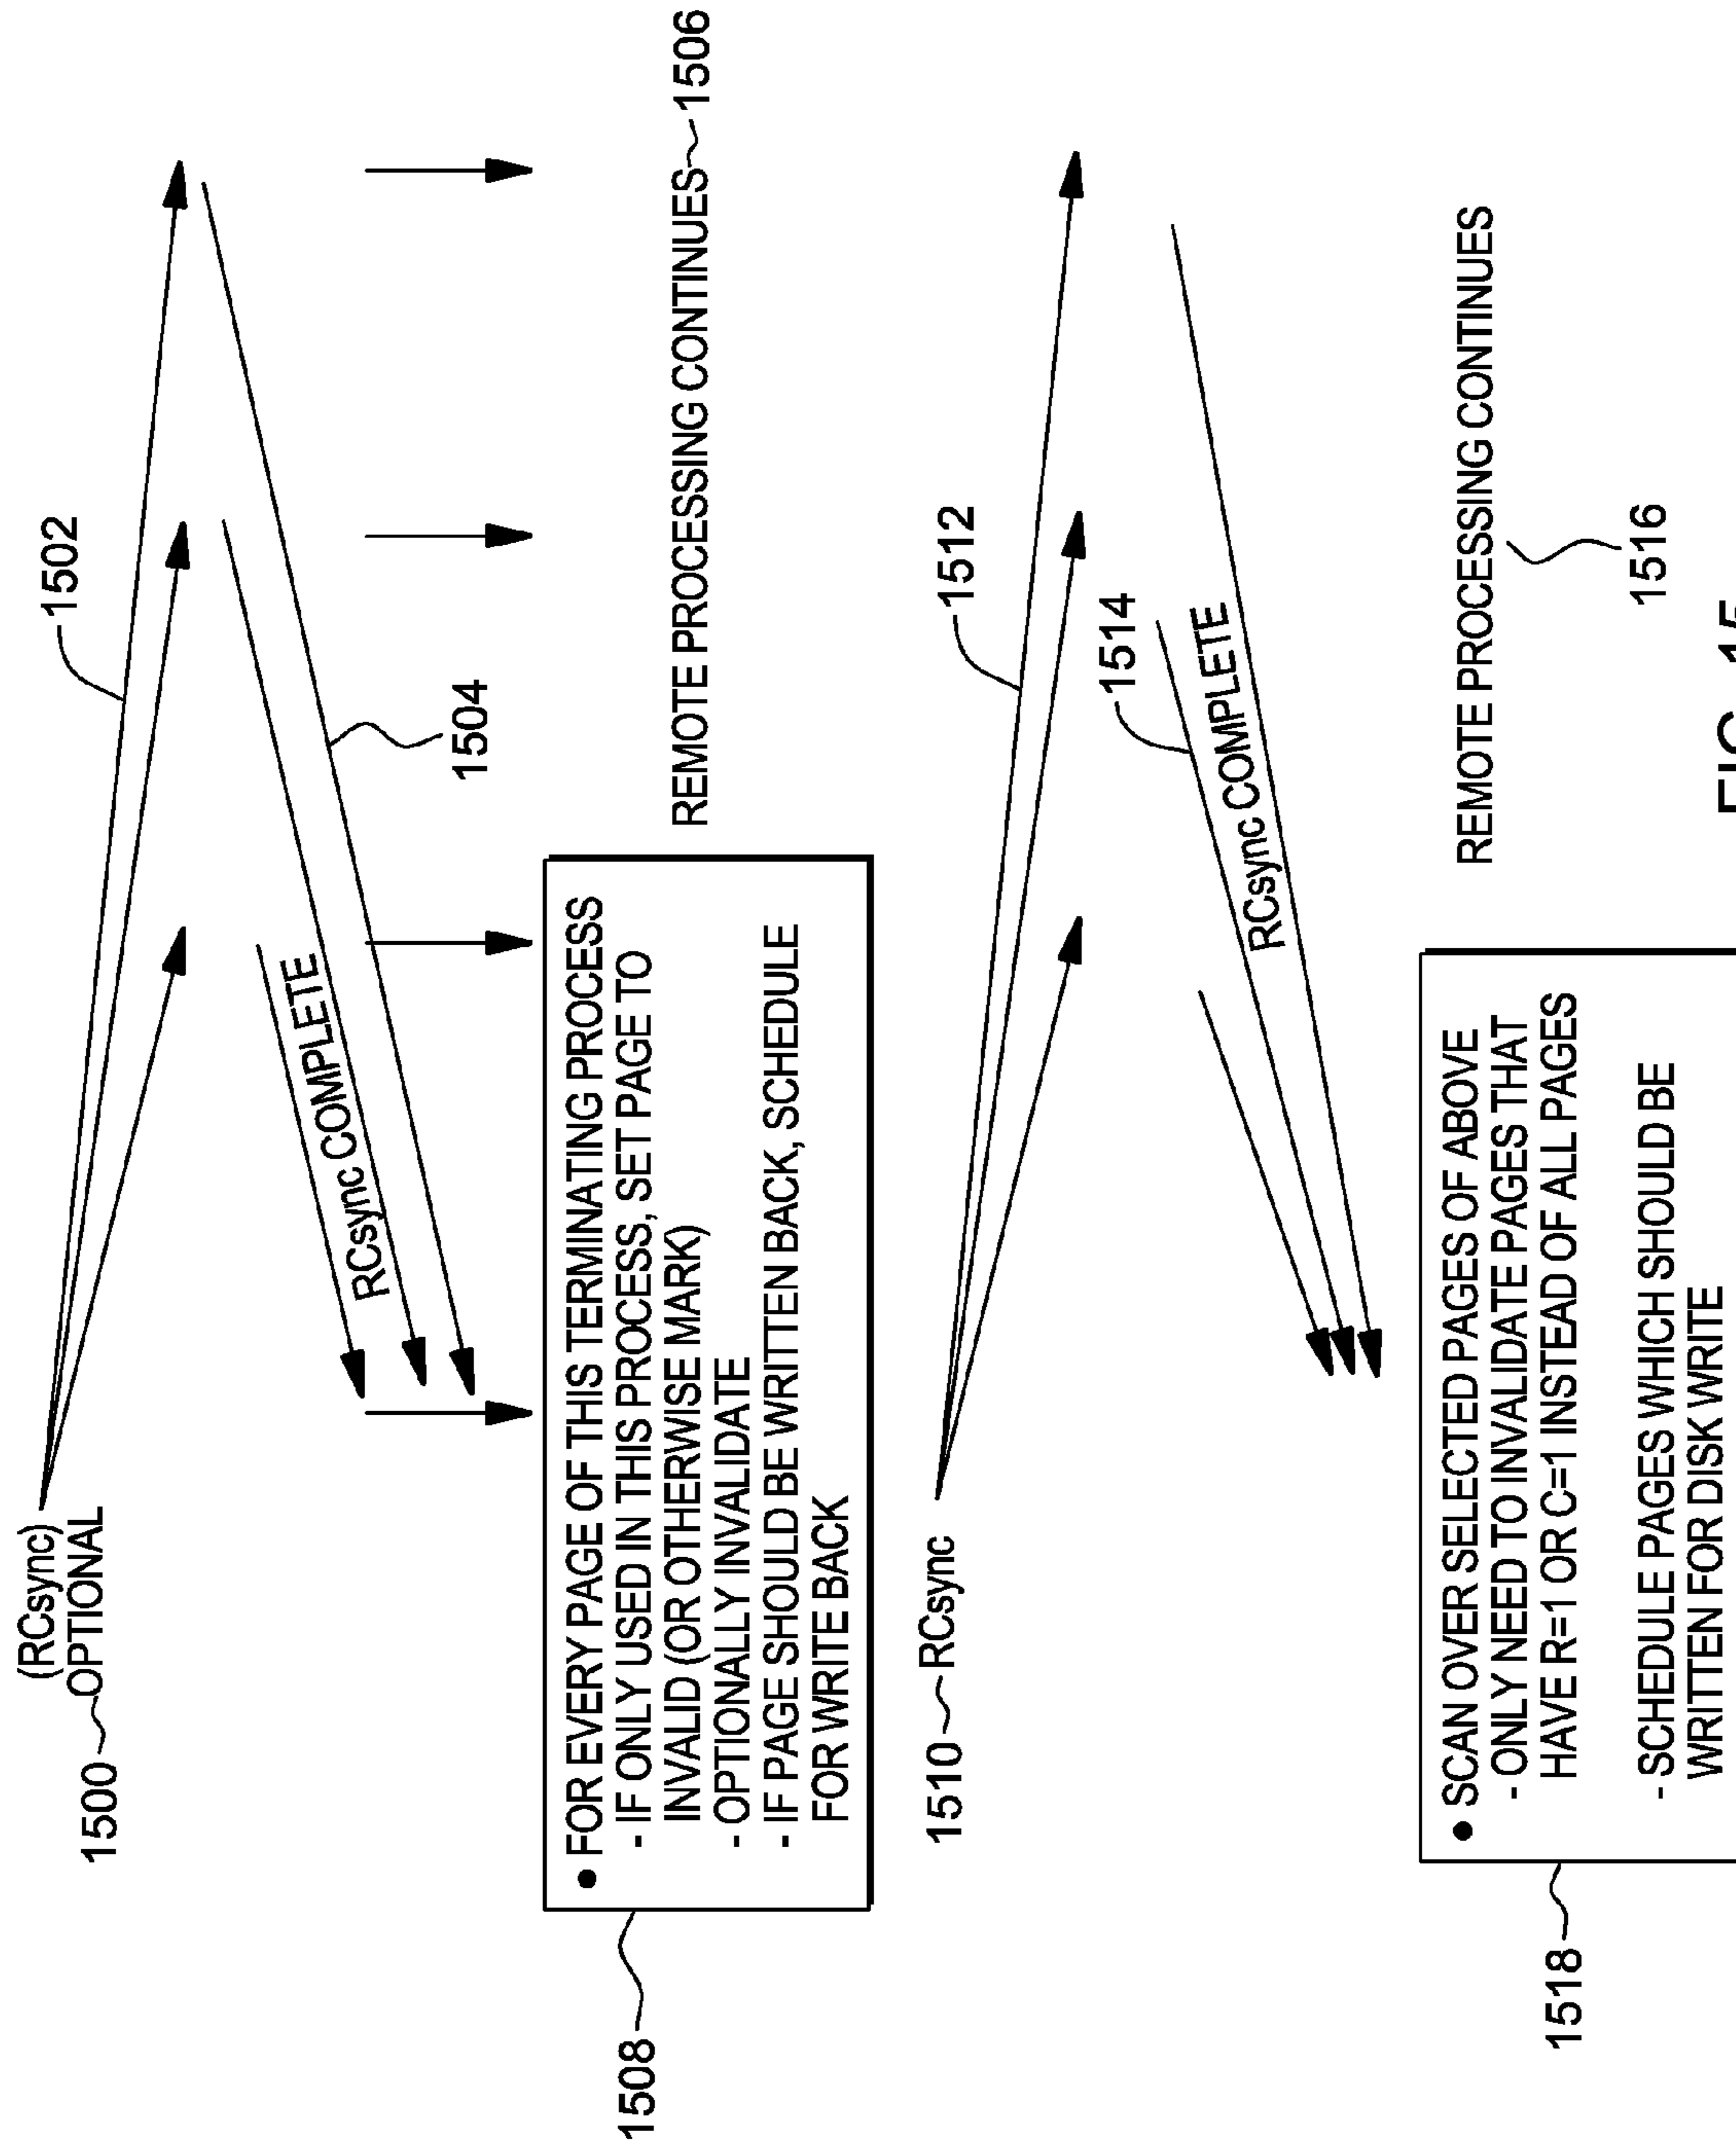 (RCsync)
1500 OPTIONAL
1502
RCsync COMPLETE
1504
1508
• FOR EVERY PAGE OF THIS TERMINATING PROCESS
- IF ONLY USED IN THIS PROCESS, SET PAGE TO
INVALID (OR OTHERWISE MARK)
- OPTIONALLY INVALIDATE
- IF PAGE SHOULD BE WRITTEN BACK, SCHEDULE
FOR WRITE BACK
REMOTE PROCESSING CONTINUES 1506
1510 RCsync
1512
1514
RCsync COMPLETE
1518
• SCAN OVER SELECTED PAGES OF ABOVE
- ONLY NEED TO INVALIDATE PAGES THAT
HAVE R=1 OR C=1 INSTEAD OF ALL PAGES
- SCHEDULE PAGES WHICH SHOULD BE
WRITTEN FOR DISK WRITE
REMOTE PROCESSING CONTINUES
1516
FIG. 15